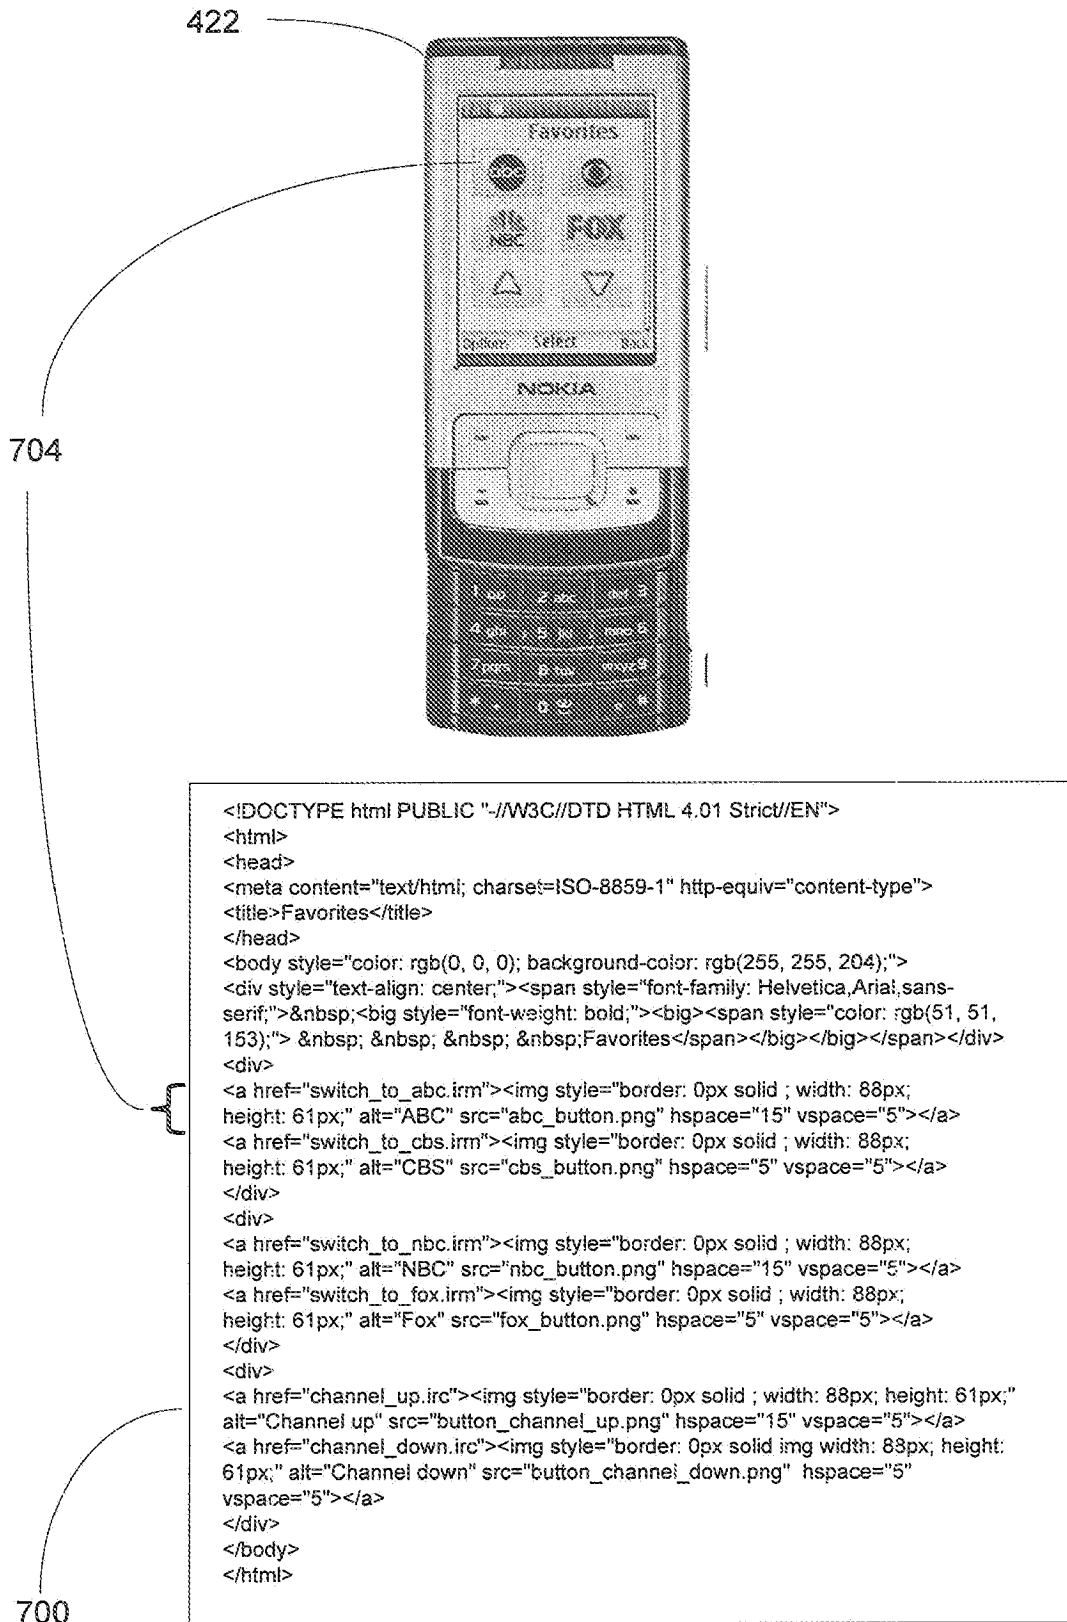 422
Favorites
abc
NBC
FOX
Options Select Back
NOKIA
704
2 abc
<!DOCTYPE html PUBLIC "-//W3C//DTD HTML 4.01 Strict//EN">
<html>
<head>
<meta content="text/html; charset=ISO-8859-1" http-equiv="content-type">
<title>Favorites</title>
</head>
<body style="color: rgb(0, 0, 0); background-color: rgb(255, 255, 204);">
<div style="text-align: center;"><span style="font-family: Helvetica,Arial,sans-
serif;">&nbsp;<big style="font-weight: bold;"><big><span style="color: rgb(51, 51,
153);"> &nbsp; &nbsp; &nbsp; &nbsp;Favorites</span></big></big></span></div>
<div>
<a href="switch_to_abc.irm"><img style="border: 0px solid ; width: 88px;
height: 61px;" alt="ABC" src="abc_button.png" hspace="15" vspace="5"></a>
<a href="switch_to_cbs.irm"><img style="border: 0px solid ; width: 88px;
height: 61px;" alt="CBS" src="cbs_button.png" hspace="5" vspace="5"></a>
</div>
<div>
<a href="switch_to_nbc.irm"><img style="border: 0px solid ; width: 88px;
height: 61px;" alt="NBC" src="nbc_button.png" hspace="15" vspace="5"></a>
<a href="switch_to_fox.irm"><img style="border: 0px solid ; width: 88px;
height: 61px;" alt="Fox" src="fox_button.png" hspace="5" vspace="5"></a>
</div>
<div>
<a href="channel_up.irc"><img style="border: 0px solid ; width: 88px; height: 61px;"
alt="Channel up" src="button_channel_up.png" hspace="15" vspace="5"></a>
<a href="channel_down.irc"><img style="border: 0px solid img width: 88px; height:
61px;" alt="Channel down" src="button_channel_down.png"  hspace="5"
vspace="5"></a>
</div>
</body>
</html>
700